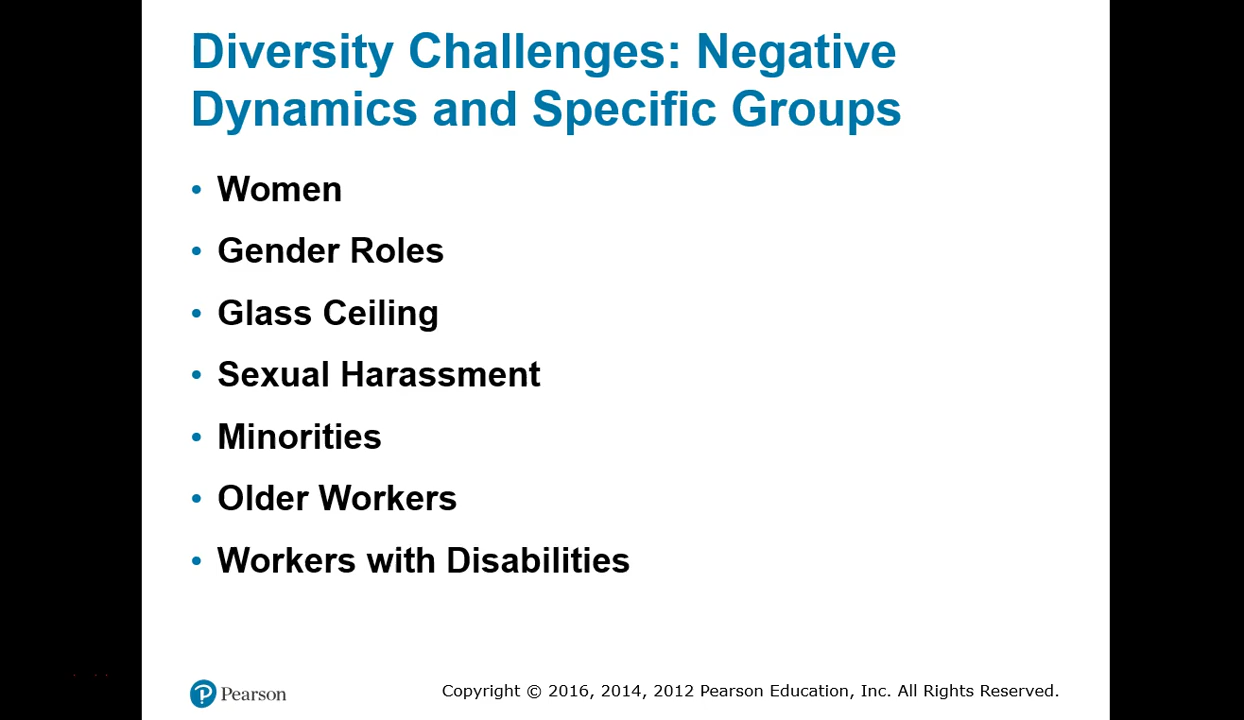 Diversity Challenges: Negative
Dynamics and Specific Groups
• Women
• Gender Roles
• Glass Ceiling
• Sexual Harassment
• Minorities
• Older Workers
• Workers with Disabilities
Pearson
Copyright © 2016, 2014, 2012 Pearson Education, Inc. All Rights Reserved.